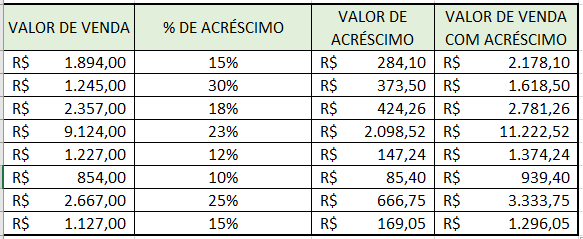 VALOR DE VENDA % DE ACRÉSCIMO VALOR DE ACRÉSCIMO VALOR DE VENDA COM ACRÉSCIMO
R$ 1.894,00 15% R$ 284,10 R$ 2.178,10
R$ 1.245,00 30% R$ 373,50 R$ 1.618,50
R$ 2.357,00 18% R$ 424,26 R$ 2.781,26
R$ 9.124,00 23% R$ 2.098,52 R$ 11.222,52
R$ 1.227,00 12% R$ 147,24 R$ 1.374,24
R$ 854,00 10% R$ 85,40 R$ 939,40
R$ 2.667,00 25% R$ 666,75 R$ 3.333,75
R$ 1.127,00 15% R$ 169,05 R$ 1.296,05